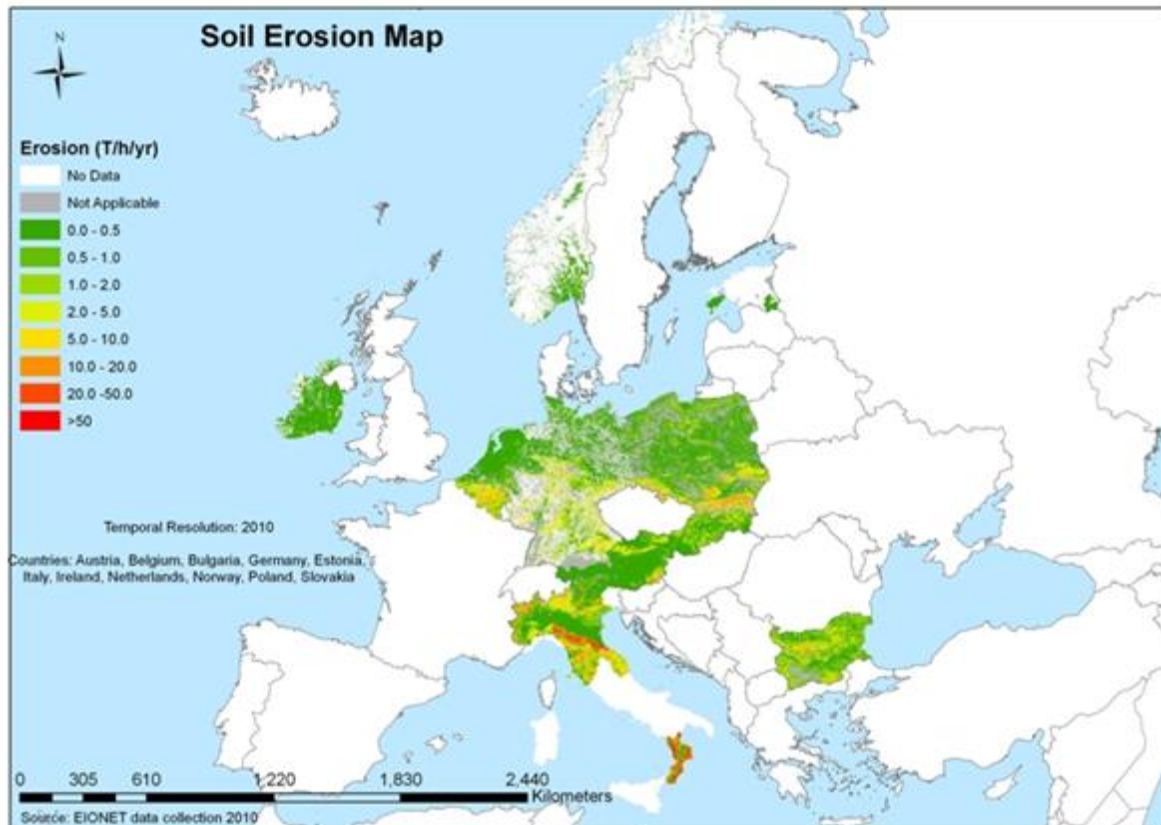 Soil Erosion Map
N
Erosion (T/h/yr)
No Data
Not Applicable
0.0 - 0.5
0.5 - 1.0
1.0 - 2.0
2.0 - 5.0
5.0 - 10.0
10.0 - 20.0
20.0 -50.0
>50
Temporal Resolution: 2010
Countries: Austria, Belgium, Bulgaria, Germany, Estonia,
Italy, Ireland, Netherlands, Norway, Poland, Slovakia
0 305 610 1,220 1,830 2,440
Kilometers
Source: EIONET data collection 2010